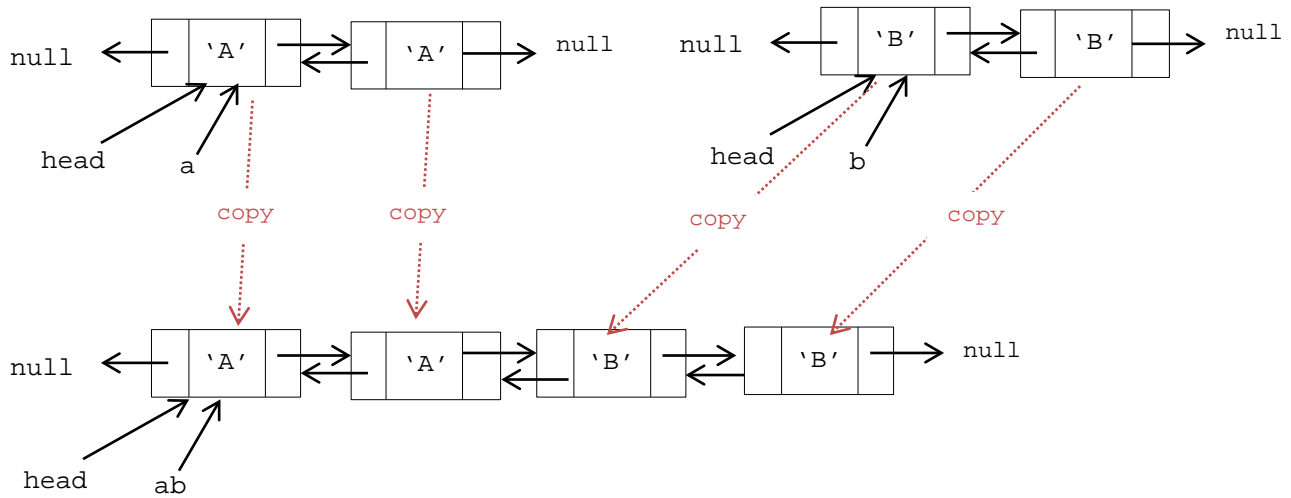 null ‘A’ ‘A’ null
null ‘B’ ‘B’ null
head a
head b
copy copy copy copy
null ‘A’ ‘A’ ‘B’ ‘B’ null
head ab